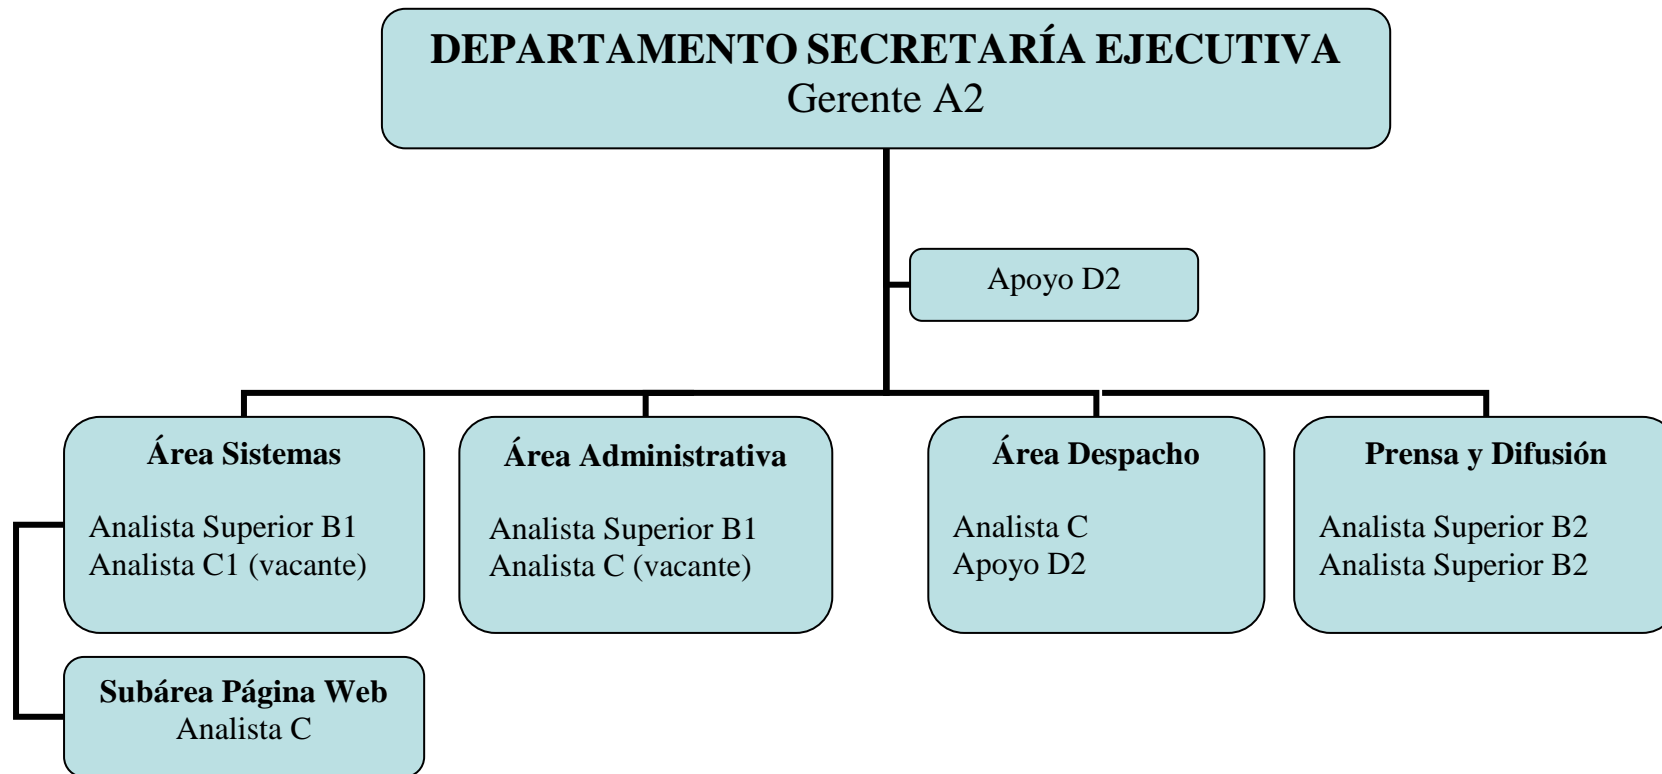 DEPARTAMENTO SECRETARÍA EJECUTIVA
Gerente A2
Apoyo D2
Área Sistemas
Analista Superior B1
Analista C1 (vacante)
Área Administrativa
Analista Superior B1
Analista C (vacante)
Área Despacho
Analista C
Apoyo D2
Prensa y Difusión
Analista Superior B2
Analista Superior B2
Subárea Página Web
Analista C